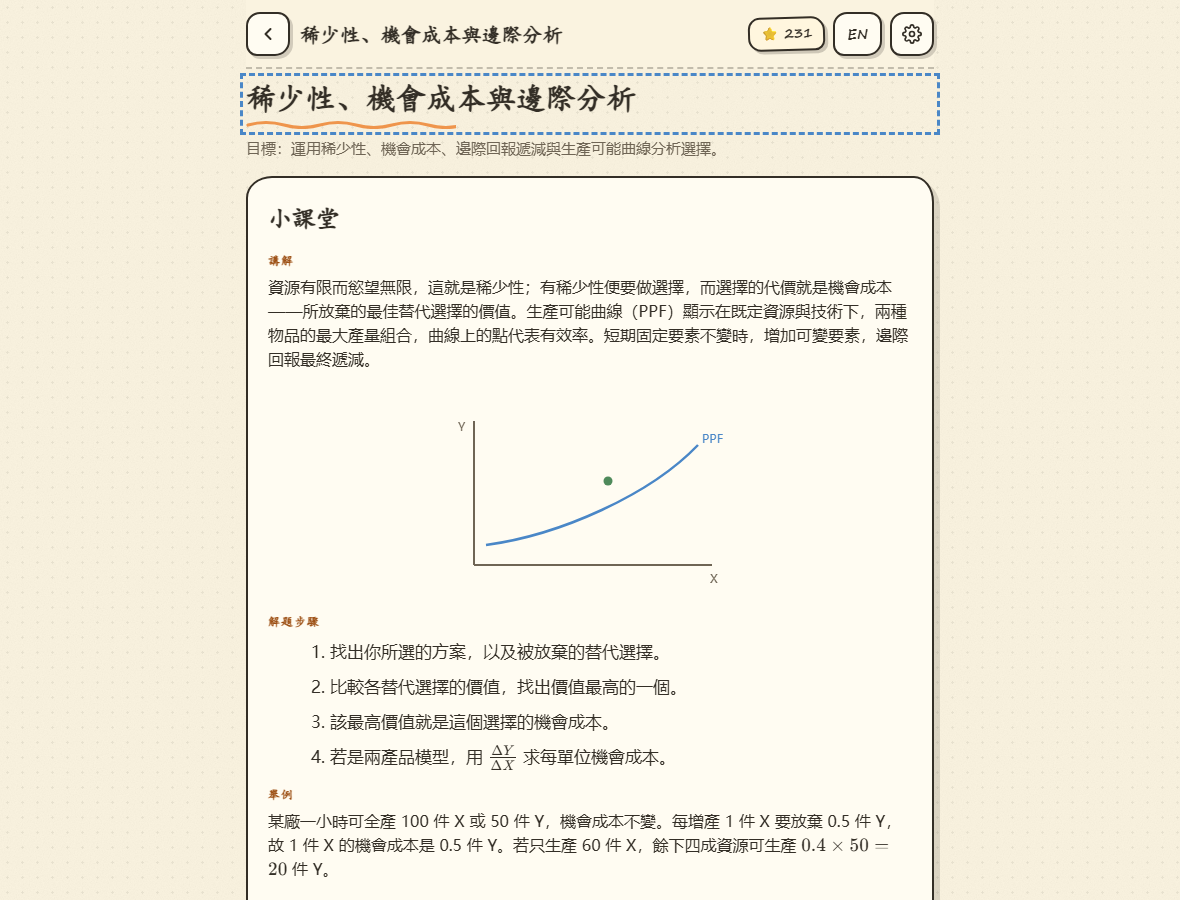 稀少性、機會成本與邊際分析
231
EN
稀少性、機會成本與邊際分析
目標：運用稀少性、機會成本、邊際回報遞減與生產可能曲線分析選擇。
小課堂
講解
資源有限而慾望無限，這就是稀少性；有稀少性便要做選擇，而選擇的代價就是機會成本
——所放棄的最佳替代選擇的價值。生產可能曲線（PPF）顯示在既定資源與技術下，兩種
物品的最大產量組合，曲線上的點代表有效率。短期固定要素不變時，增加可變要素，邊際
回報最終遞減。
Y
PPF
X
解題步驟
1. 找出你所選的方案，以及被放棄的替代選擇。
2. 比較各替代選擇的價值，找出價值最高的一個。
3. 該最高價值就是這個選擇的機會成本。
4. 若是兩產品模型，用 ΔY/ΔX 求每單位機會成本。
舉例
某廠一小時可全產 100 件 X 或 50 件 Y，機會成本不變。每增產 1 件 X 要放棄 0.5 件 Y，
故 1 件 X 的機會成本是 0.5 件 Y。若只生產 60 件 X，餘下四成資源可生產 0.4 × 50 =
20 件 Y。